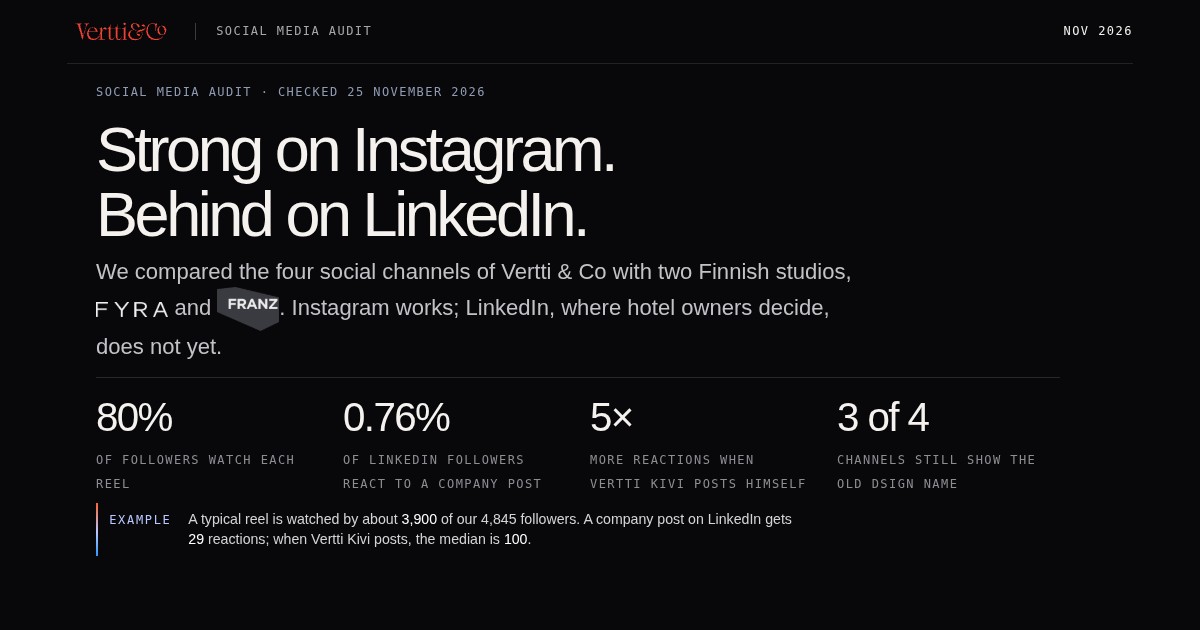 Vertti&Co
SOCIAL MEDIA AUDIT
NOV 2026
SOCIAL MEDIA AUDIT · CHECKED 25 NOVEMBER 2026
Strong on Instagram.
Behind on LinkedIn.
We compared the four social channels of Vertti & Co with two Finnish studios,
FYRA and FRANZ. Instagram works; LinkedIn, where hotel owners decide,
does not yet.
80%
OF FOLLOWERS WATCH EACH
REEL
0.76%
OF LINKEDIN FOLLOWERS
REACT TO A COMPANY POST
5×
MORE REACTIONS WHEN
VERTTI KIVI POSTS HIMSELF
3 of 4
CHANNELS STILL SHOW THE
OLD DSIGN NAME
EXAMPLE
A typical reel is watched by about 3,900 of our 4,845 followers. A company post on LinkedIn gets
29 reactions; when Vertti Kivi posts, the median is 100.